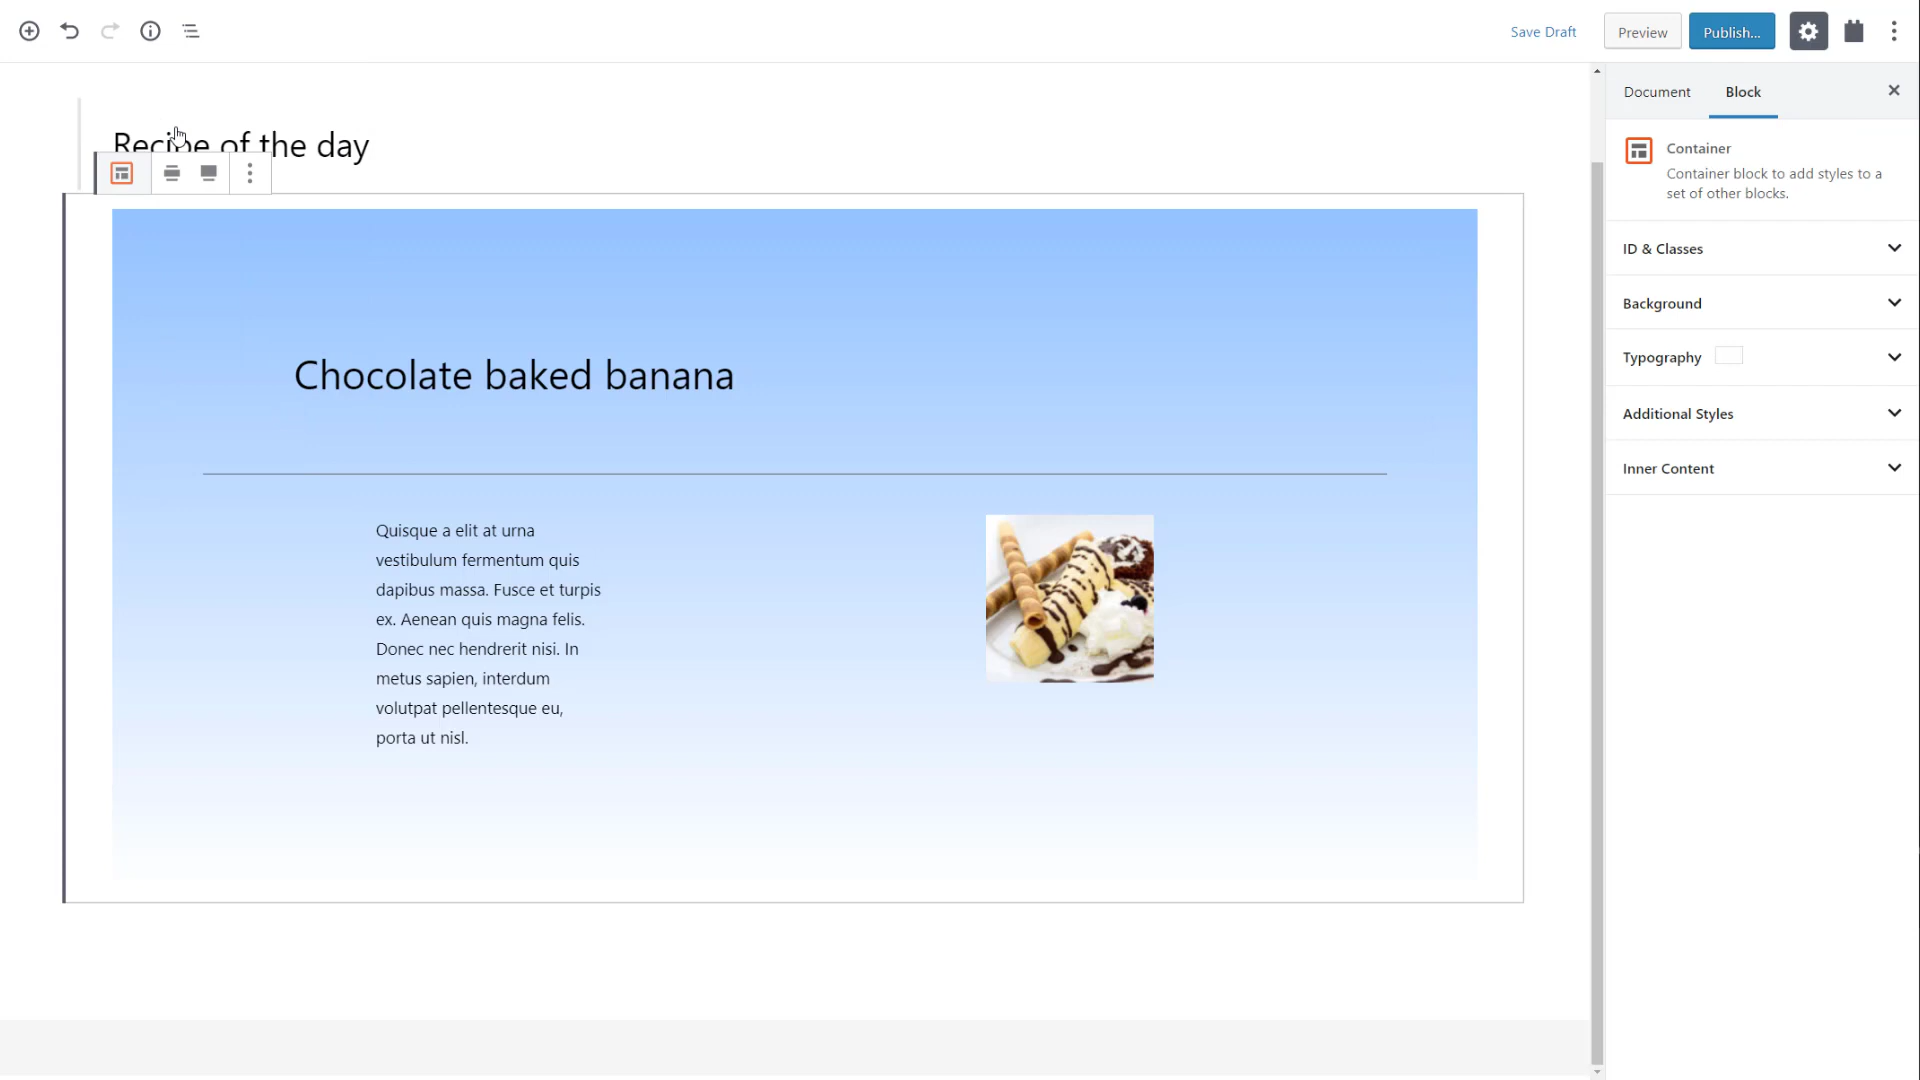 Save Draft
Preview
Publish...
Recipe of the day
Document
Block
Container
Container block to add styles to a
set of other blocks.
ID & Classes
Background
Typography
Additional Styles
Inner Content
Chocolate baked banana
Quisque a elit at urna
vestibulum fermentum quis
dapibus massa. Fusce et turpis
ex. Aenean quis magna felis.
Donec nec hendrerit nisi. In
metus sapien, interdum
volutpat pellentesque eu,
porta ut nisl.